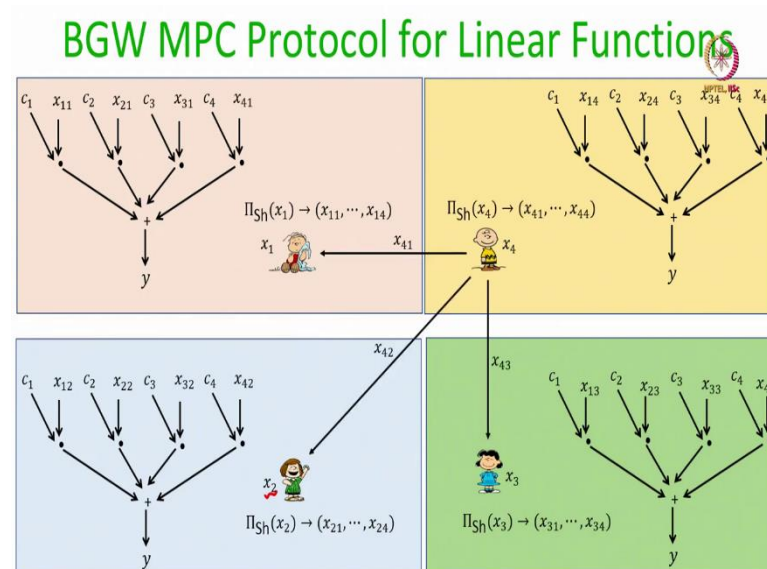 BGW MPC Protocol for Linear Functions
NPTEL, IISc
c₁ x₁₁ c₂ x₂₁ c₃ x₃₁ c₄ x₄₁
+
y
Π_Sh(x₁) → (x₁₁, ⋯, x₁₄)
x₁
c₁ x₁₄ c₂ x₂₄ c₃ x₃₄ c₄
+
y
Π_Sh(x₄) → (x₄₁, ⋯, x₄₄)
x₄
x₄₁
x₄₂
x₄₃
c₁ x₁₂ c₂ x₂₂ c₃ x₃₂ c₄ x₄₂
+
y
x₂
Π_Sh(x₂) → (x₂₁, ⋯, x₂₄)
c₁ x₁₃ c₂ x₂₃ c₃ x₃₃ c₄
+
y
x₃
Π_Sh(x₃) → (x₃₁, ⋯, x₃₄)